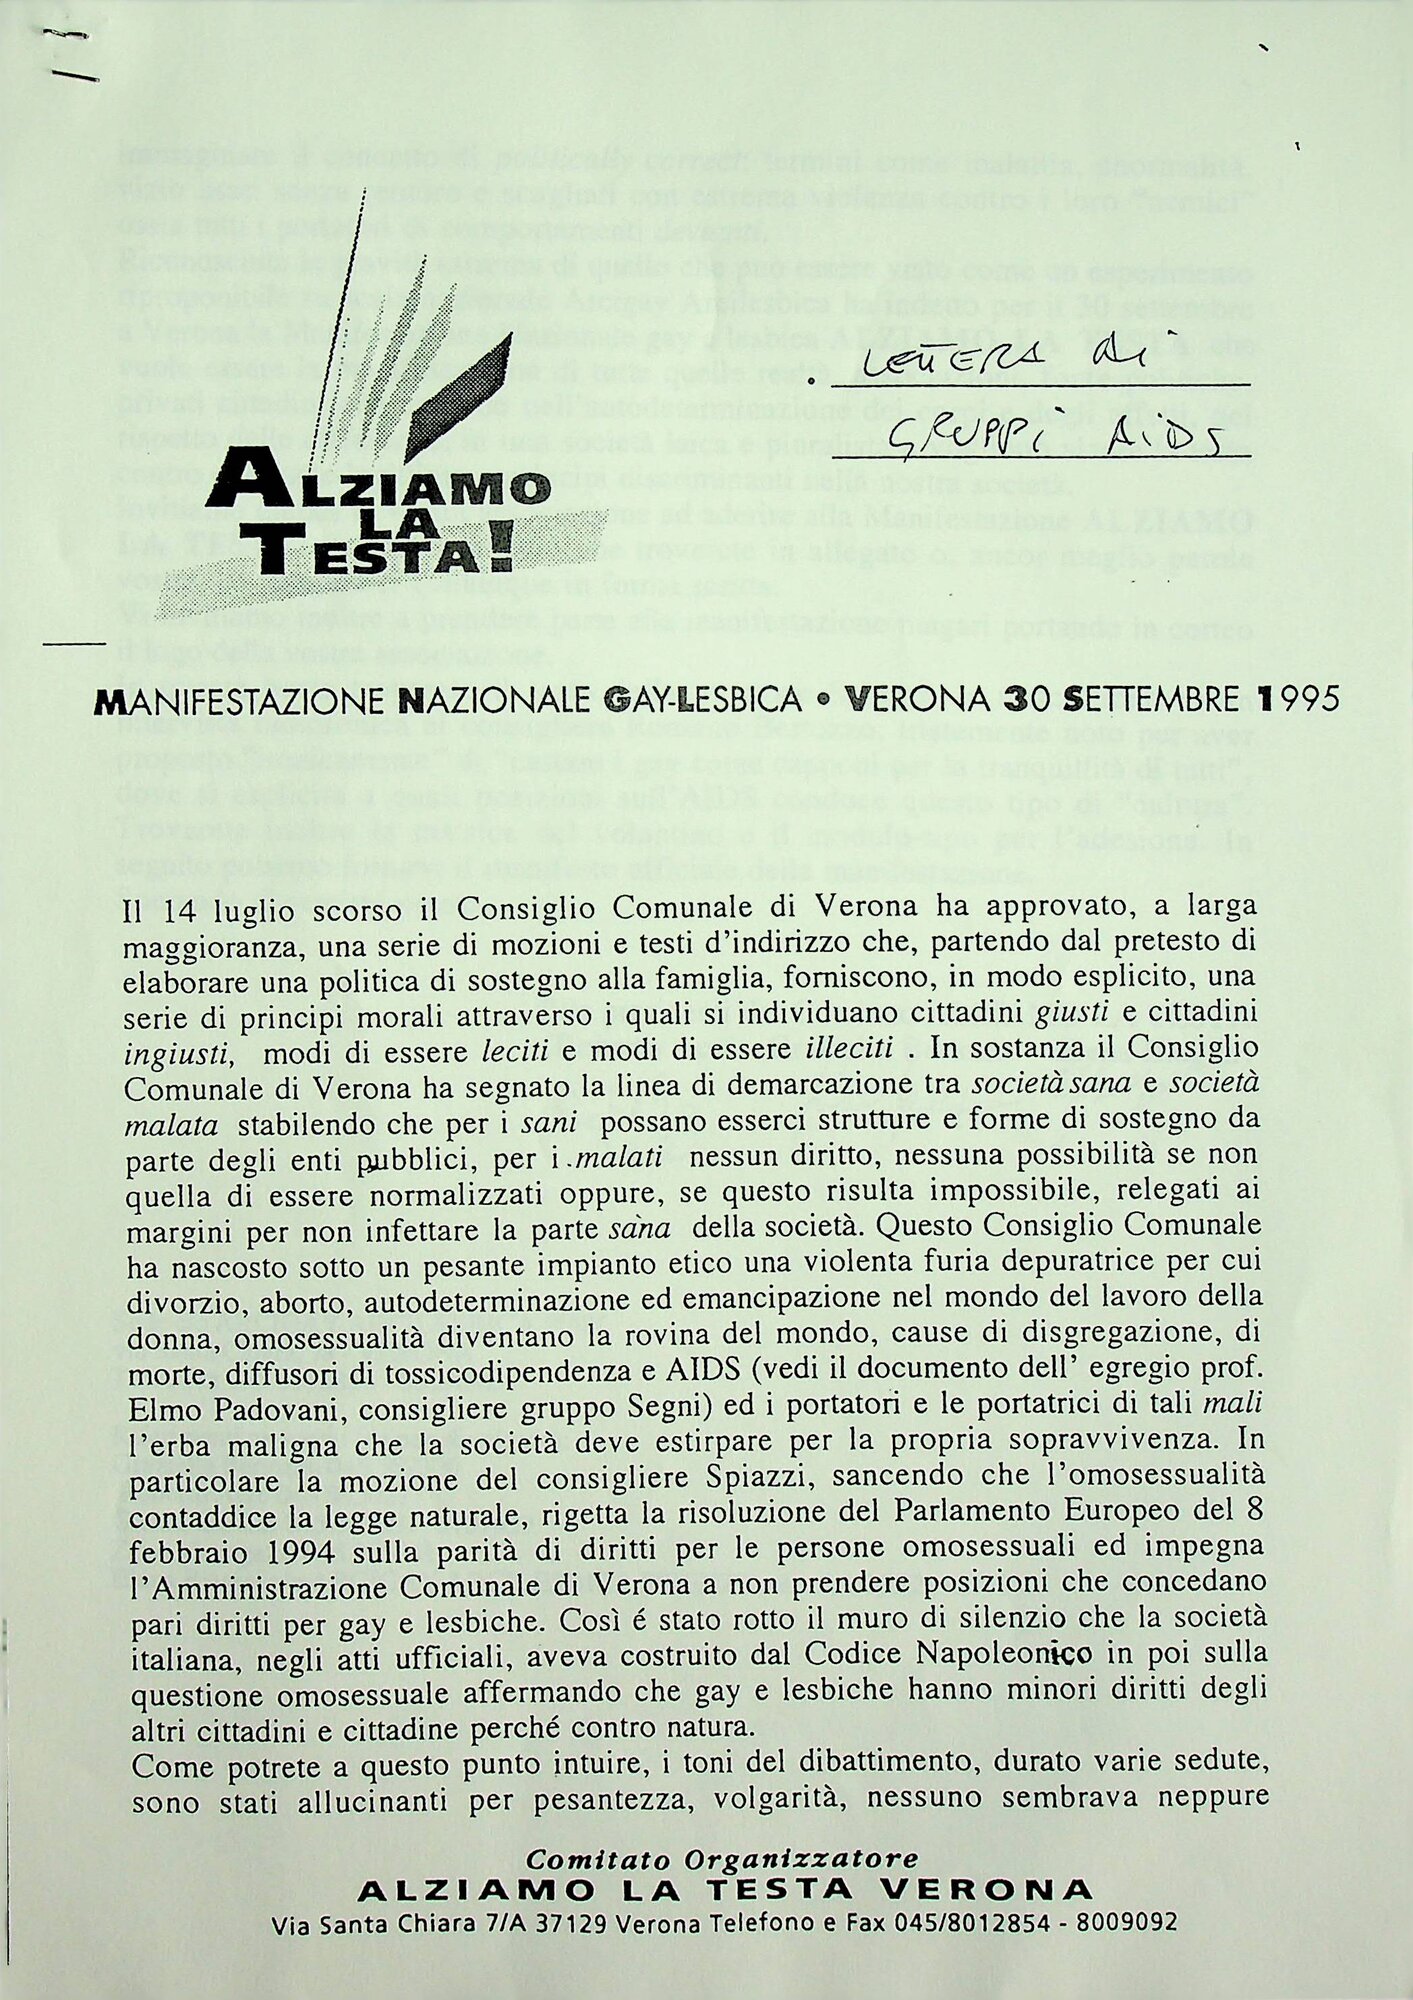 LETTERA Ai
GRUPPi AiDS
ALZIAMO
LA
TESTA!
MANIFESTAZIONE NAZIONALE GAY-LESBICA • VERONA 30 SETTEMBRE 1995
Il 14 luglio scorso il Consiglio Comunale di Verona ha approvato, a larga
maggioranza, una serie di mozioni e testi d'indirizzo che, partendo dal pretesto di
elaborare una politica di sostegno alla famiglia, forniscono, in modo esplicito, una
serie di principi morali attraverso i quali si individuano cittadini giusti e cittadini
ingiusti, modi di essere leciti e modi di essere illeciti . In sostanza il Consiglio
Comunale di Verona ha segnato la linea di demarcazione tra società sana e società
malata stabilendo che per i sani possano esserci strutture e forme di sostegno da
parte degli enti pubblici, per i malati nessun diritto, nessuna possibilità se non
quella di essere normalizzati oppure, se questo risulta impossibile, relegati ai
margini per non infettare la parte sana della società. Questo Consiglio Comunale
ha nascosto sotto un pesante impianto etico una violenta furia depuratrice per cui
divorzio, aborto, autodeterminazione ed emancipazione nel mondo del lavoro della
donna, omosessualità diventano la rovina del mondo, cause di disgregazione, di
morte, diffusori di tossicodipendenza e AIDS (vedi il documento dell' egregio prof.
Elmo Padovani, consigliere gruppo Segni) ed i portatori e le portatrici di tali mali
l'erba maligna che la società deve estirpare per la propria sopravvivenza. In
particolare la mozione del consigliere Spiazzi, sancendo che l'omosessualità
contaddice la legge naturale, rigetta la risoluzione del Parlamento Europeo del 8
febbraio 1994 sulla parità di diritti per le persone omosessuali ed impegna
l'Amministrazione Comunale di Verona a non prendere posizioni che concedano
pari diritti per gay e lesbiche. Così é stato rotto il muro di silenzio che la società
italiana, negli atti ufficiali, aveva costruito dal Codice Napoleonico in poi sulla
questione omosessuale affermando che gay e lesbiche hanno minori diritti degli
altri cittadini e cittadine perché contro natura.
Come potrete a questo punto intuire, i toni del dibattimento, durato varie sedute,
sono stati allucinanti per pesantezza, volgarità, nessuno sembrava neppure
Comitato Organizzatore
ALZIAMO LA TESTA VERONA
Via Santa Chiara 7/A 37129 Verona Telefono e Fax 045/8012854 - 8009092